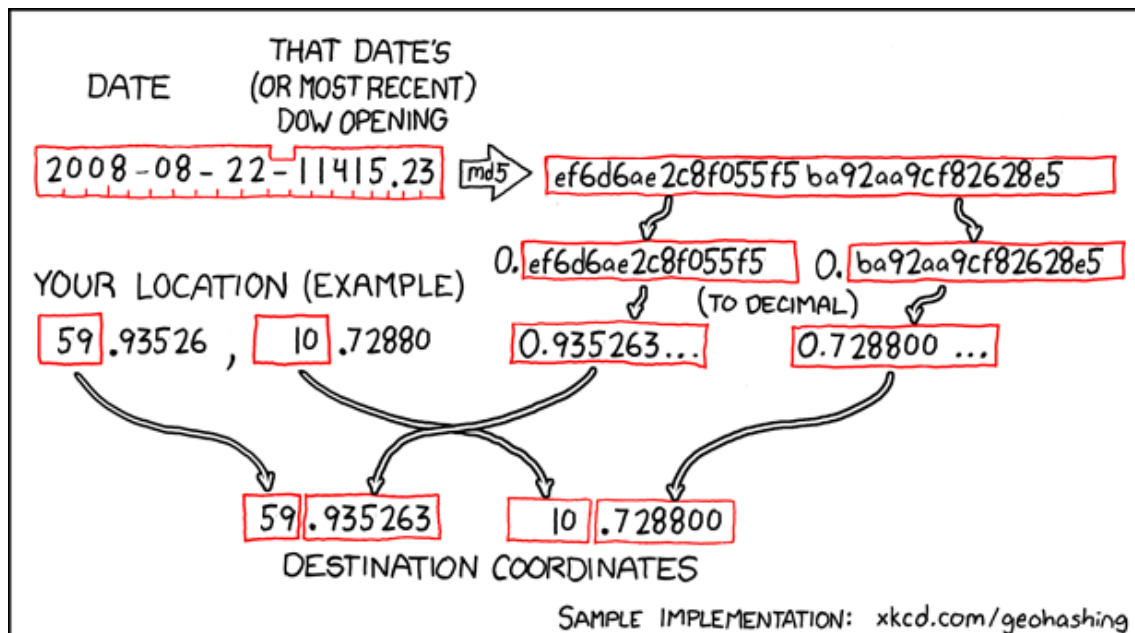 DATE
THAT DATE'S
(OR MOST RECENT)
DOW OPENING
2008-08-22-11415.23
md5
ef6d6ae2c8f055f5ba92aa9cf82628e5
0.ef6d6ae2c8f055f5
0.ba92aa9cf82628e5
(TO DECIMAL)
YOUR LOCATION (EXAMPLE)
59.93526, 10.72880
0.935263...
0.728800...
59.935263
10.728800
DESTINATION COORDINATES
SAMPLE IMPLEMENTATION: xkcd.com/geohashing